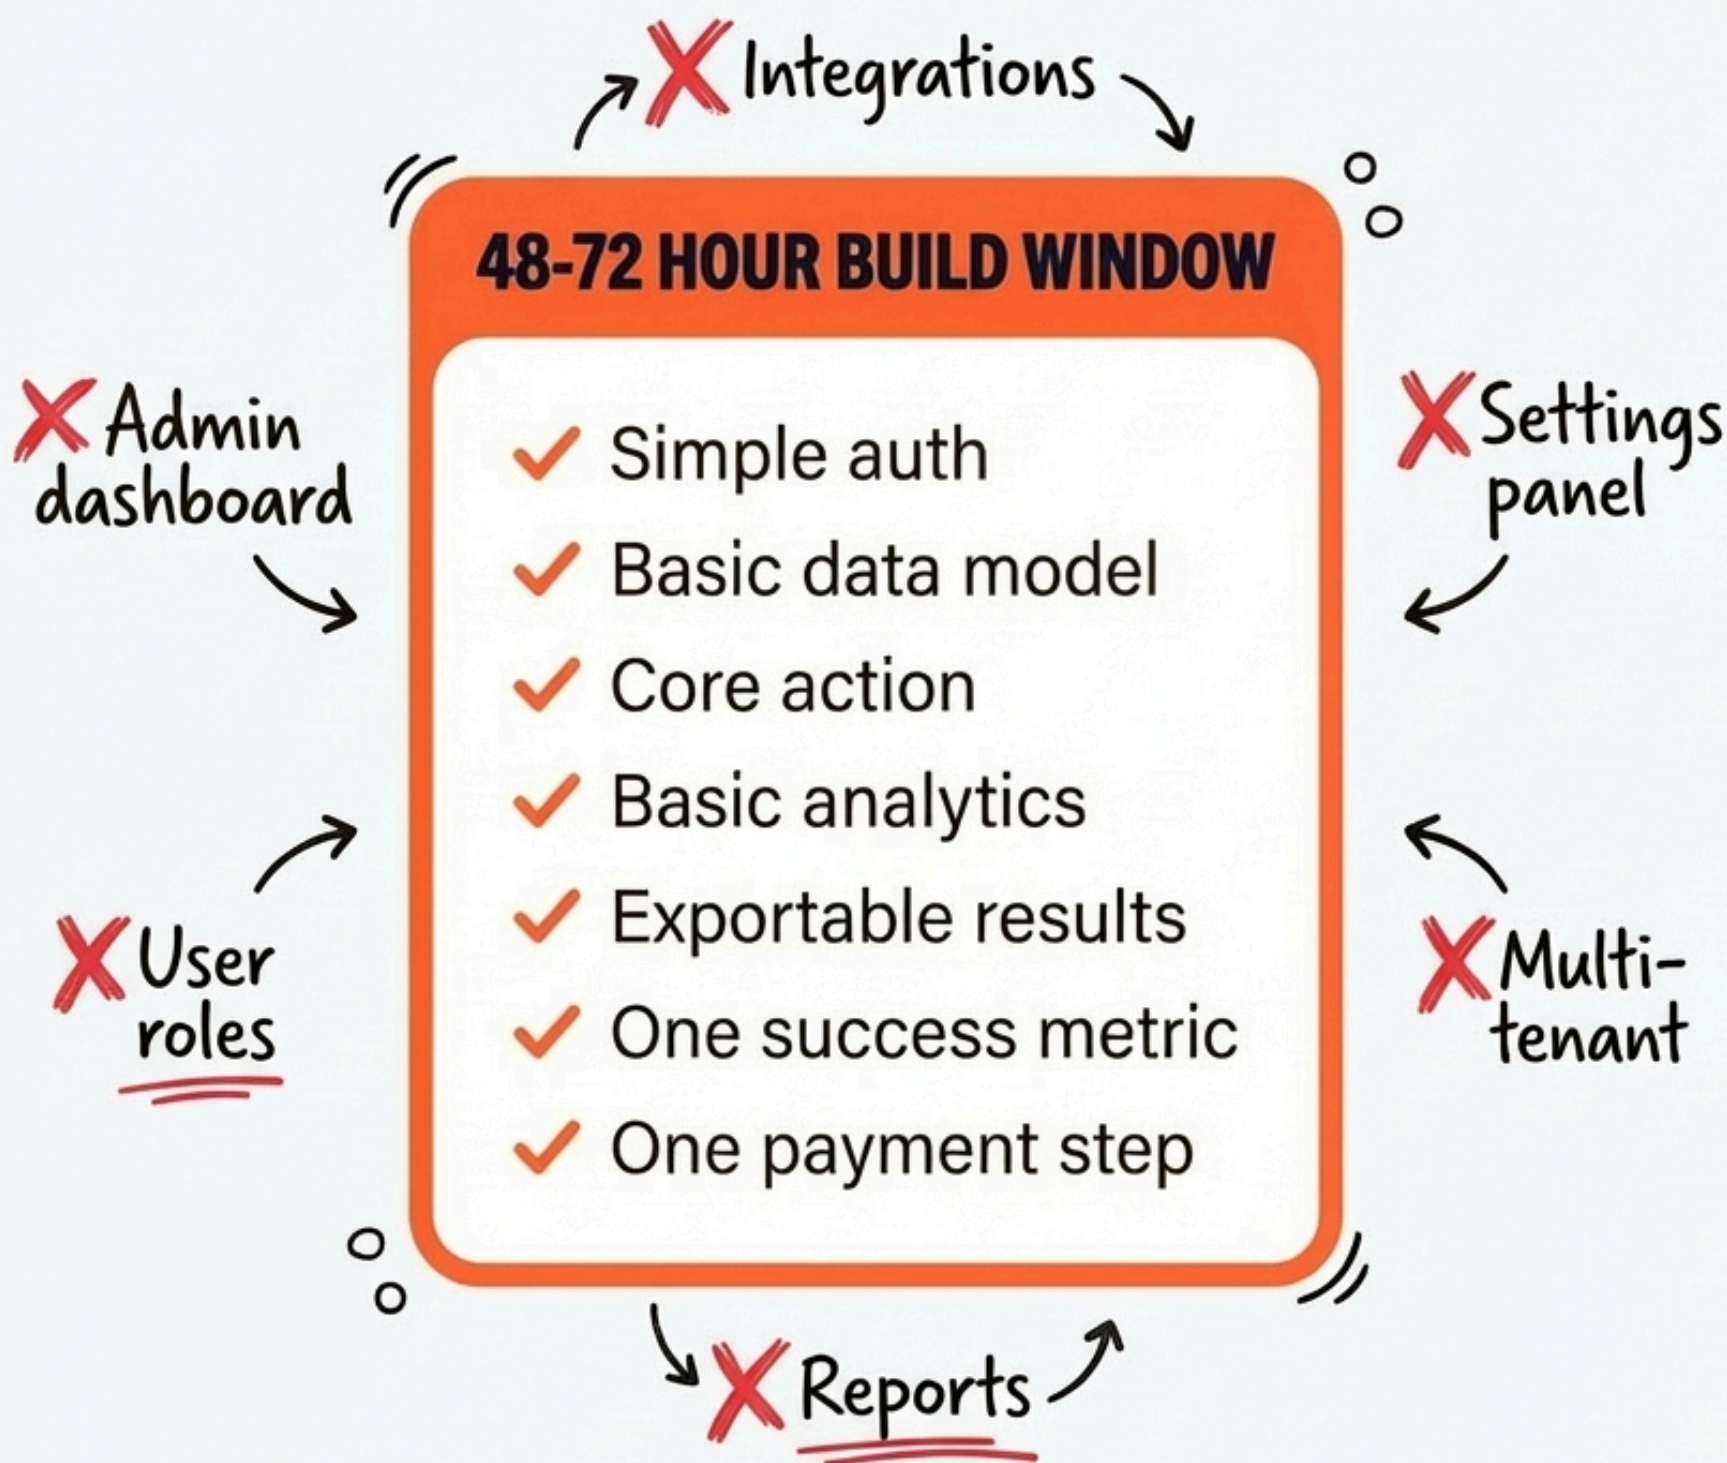 Integrations
48-72 HOUR BUILD WINDOW
Admin
dashboard
Settings
panel
Simple auth
Basic data model
Core action
Basic analytics
Exportable results
One success metric
One payment step
User
roles
Multi-
tenant
Reports